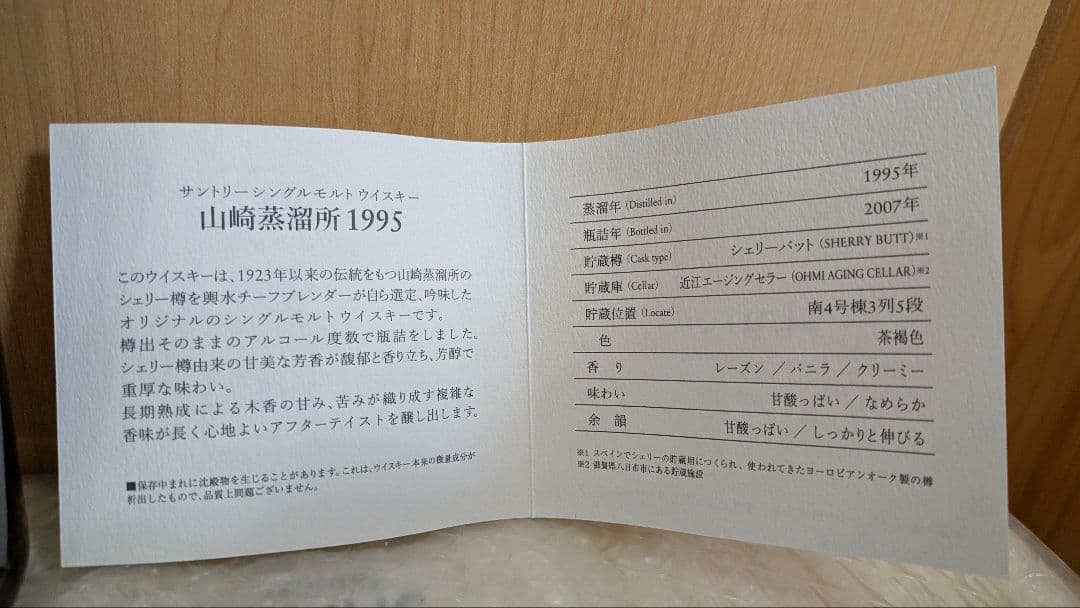 サントリー シングルモルト ウイスキー
山崎蒸溜所 1995
このウイスキーは、1923年以来の伝統をもつ山崎蒸溜所の
シェリー樽を輿水チーフブレンダーが自ら選定、吟味した
オリジナルのシングルモルトウイスキーです。
樽出そのままのアルコール度数で瓶詰をしました。
シェリー樽由来の甘美な芳香が馥郁と香り立ち、芳醇で
重厚な味わい。
長期熟成による木香の甘み、苦みが織り成す複雑な
香味が長く心地よいアフターテイストを醸し出します。
■保存中まれに沈殿物を生じることがあります。これは、ウイスキー本来の微量成分が
析出したもので、品質上問題ございません。
蒸溜年 (Distilled in) 1995年
瓶詰年 (Bottled in) 2007年
貯蔵樽 (Cask type) シェリーバット (SHERRY BUTT)※1
貯蔵庫 (Cellar) 近江エージングセラー (OHMI AGING CELLAR)※2
貯蔵位置 (Locate) 南4号棟3列5段
色 茶褐色
香り レーズン / バニラ / クリーミー
味わい 甘酸っぱい / なめらか
余韻 甘酸っぱい / しっかりと伸びる
※1 スペインでシェリーの貯蔵用につくられ、使われてきたヨーロピアンオーク製の樽
※2 滋賀県八日市市にある貯蔵施設